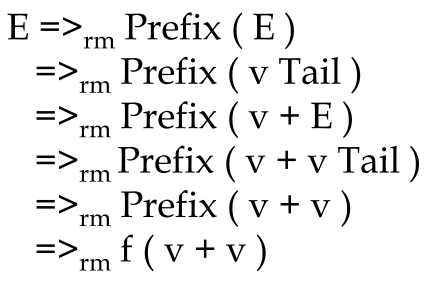 E =>rm Prefix ( E )
=>rm Prefix ( v Tail )
=>rm Prefix ( v + E )
=>rm Prefix ( v + v Tail )
=>rm Prefix ( v + v )
=>rm f ( v + v )